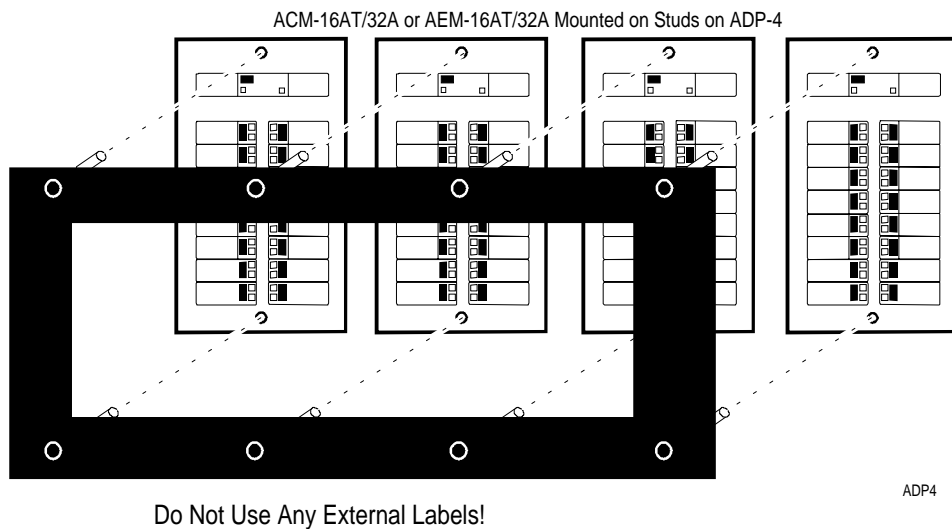 ACM-16AT/32A or AEM-16AT/32A Mounted on Studs on ADP-4
ADP4
Do Not Use Any External Labels!